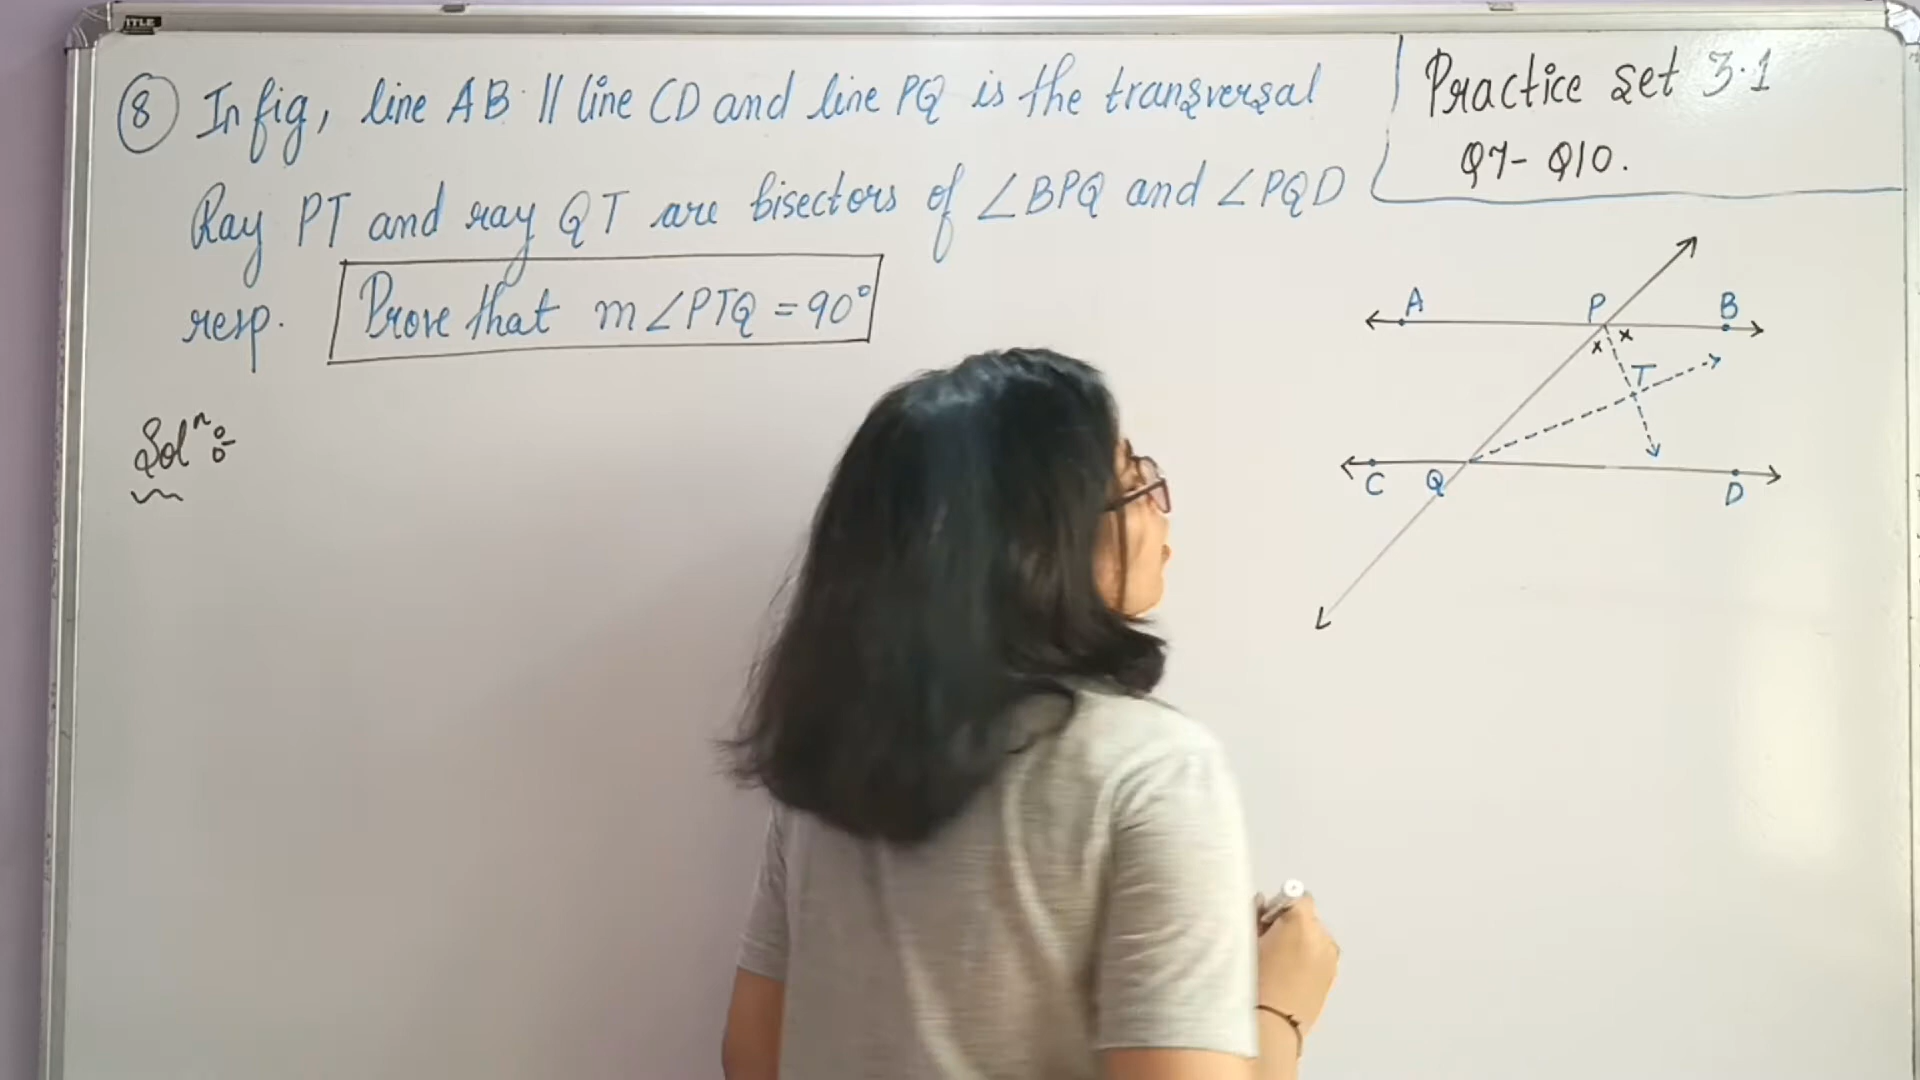 ITLE
⑧ In fig, line AB || line CD and line PQ is the transversal
Ray PT and ray QT are bisectors of ∠BPQ and ∠PQD
resp. Prove that m∠PTQ = 90°
Practice set 3.1
Q7- Q10.
Solⁿ:-
A P B
x x
T
C Q D